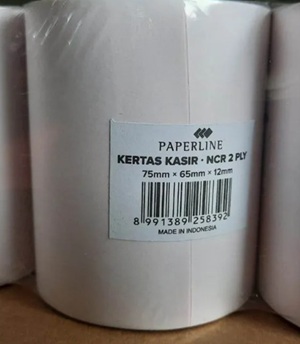 PAPERLINE
KERTAS KASIR · NCR 2 PLY
75mm × 65mm × 12mm
8 991389 258392
MADE IN INDONESIA